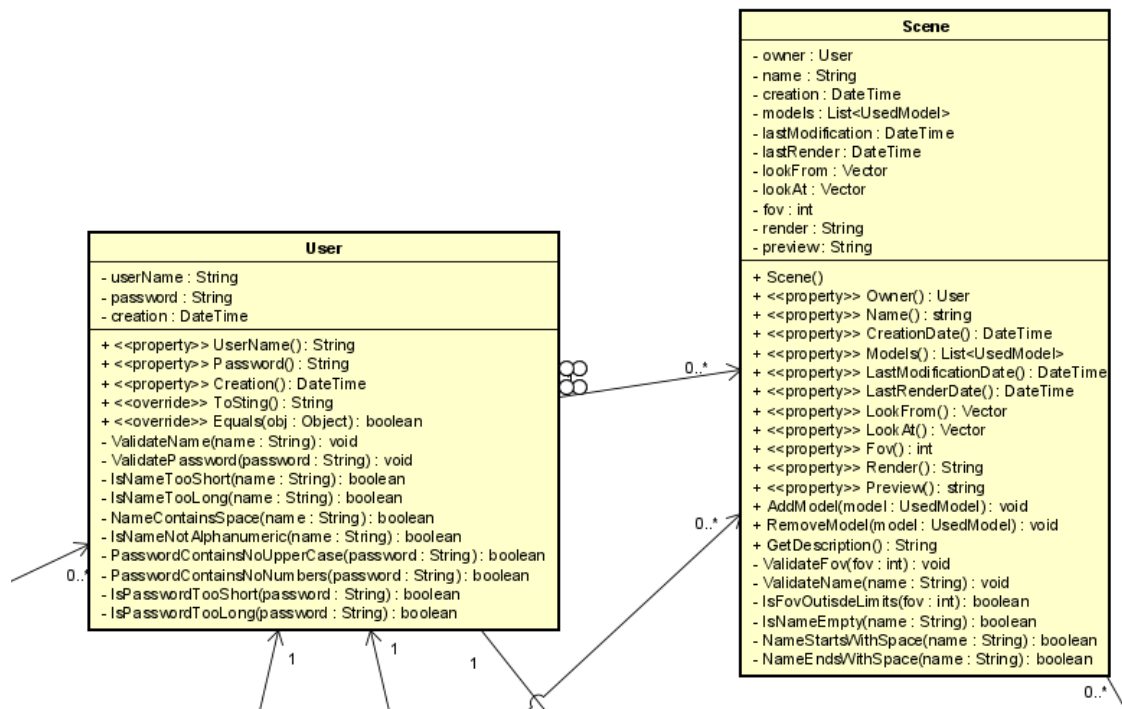 Scene
- owner : User
- name : String
- creation : DateTime
- models : List<UsedModel>
- lastModification : DateTime
- lastRender : DateTime
- lookFrom : Vector
- lookAt : Vector
- fov : int
- render : String
- preview : String
+ Scene()
+ <<property>> Owner() : User
+ <<property>> Name() : string
+ <<property>> CreationDate() : DateTime
+ <<property>> Models() : List<UsedModel>
+ <<property>> LastModificationDate() : DateTime
+ <<property>> LastRenderDate() : DateTime
+ <<property>> LookFrom() : Vector
+ <<property>> LookAt() : Vector
+ <<property>> Fov() : int
+ <<property>> Render() : String
+ <<property>> Preview() : string
+ AddModel(model : UsedModel) : void
+ RemoveModel(model : UsedModel) : void
+ GetDescription() : String
- ValidateFov(fov : int) : void
- ValidateName(name : String) : void
- IsFovOutisdeLimits(fov : int) : boolean
- IsNameEmpty(name : String) : boolean
- NameStartsWithSpace(name : String) : boolean
- NameEndsWithSpace(name : String) : boolean
User
- userName : String
- password : String
- creation : DateTime
+ <<property>> UserName() : String
+ <<property>> Password() : String
+ <<property>> Creation() : DateTime
+ <<override>> ToSting() : String
+ <<override>> Equals(obj : Object) : boolean
- ValidateName(name : String) : void
- ValidatePassword(password : String) : void
- IsNameTooShort(name : String) : boolean
- IsNameTooLong(name : String) : boolean
- NameContainsSpace(name : String) : boolean
- IsNameNotAlphanumeric(name : String) : boolean
- PasswordContainsNoUpperCase(password : String) : boolean
- PasswordContainsNoNumbers(password : String) : boolean
- IsPasswordTooShort(password : String) : boolean
- IsPasswordTooLong(password : String) : boolean
0..*
0..*
0..*
1
1
1
0..*